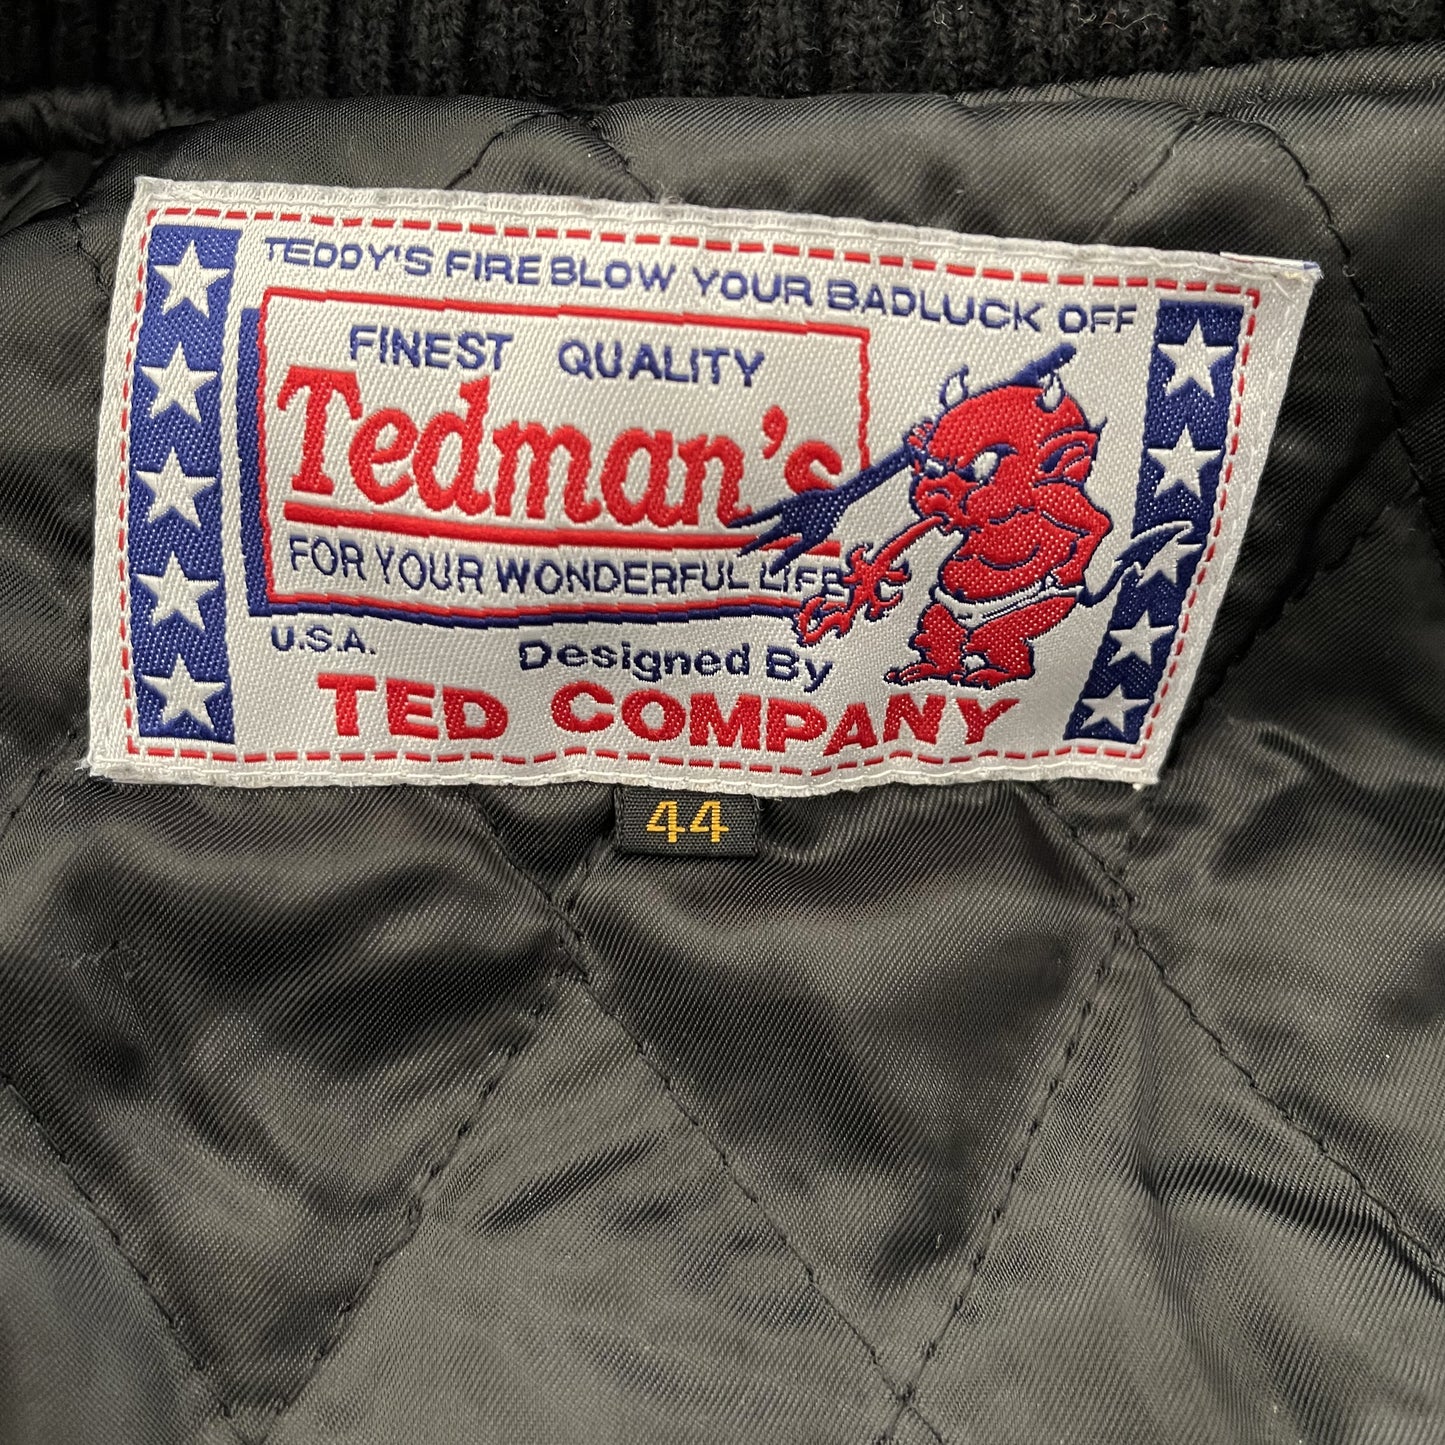 TEDDY'S FIRE BLOW YOUR BADLUCK OFF
FINEST QUALITY
Tedman's
FOR YOUR WONDERFUL LIFE
U.S.A.
Designed By
TED COMPANY
44